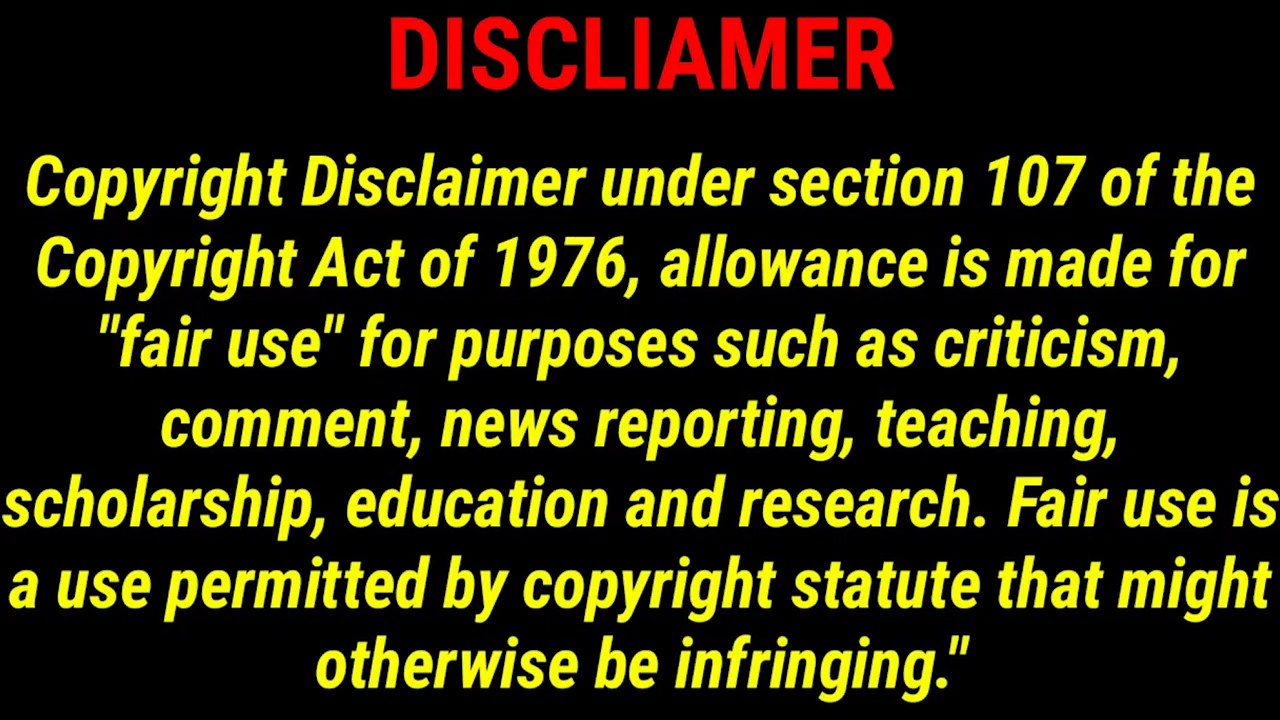 DISCLIAMER
Copyright Disclaimer under section 107 of the
Copyright Act of 1976, allowance is made for
"fair use" for purposes such as criticism,
comment, news reporting, teaching,
scholarship, education and research. Fair use is
a use permitted by copyright statute that might
otherwise be infringing."